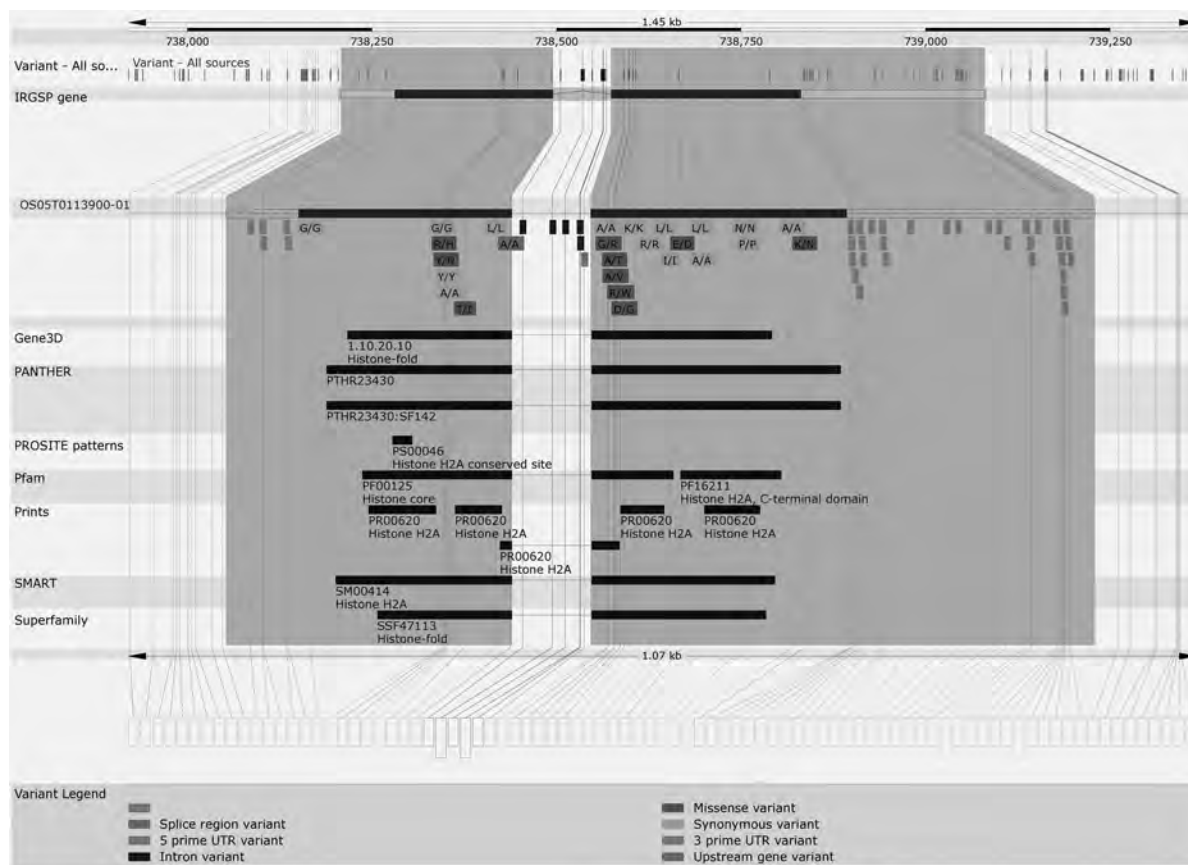 1.45 kb
738,000 738,250 738,500 738,750 739,000 739,250
Variant - All so... Variant - All sources
IRGSP gene
OS05T0113900-01
G/G G/G L/L A/A K/K L/L L/L N/N A/A
R/H A/A G/R R/R E/D P/P K/N
A/T I/I A/A
Y/Y A/V
A/A R/W
T/I D/G
Gene3D
1.10.20.10
Histone-fold
PANTHER
PTHR23430
PTHR23430:SF142
PROSITE patterns
PS00046
Histone H2A conserved site
Pfam
PF00125 PF16211
Histone core Histone H2A, C-terminal domain
Prints
PR00620 PR00620 PR00620 PR00620
Histone H2A Histone H2A Histone H2A Histone H2A
PR00620
Histone H2A
SMART
SM00414
Histone H2A
Superfamily
SSF47113
Histone-fold
1.07 kb
Variant Legend
Missense variant
Splice region variant Synonymous variant
5 prime UTR variant 3 prime UTR variant
Intron variant Upstream gene variant